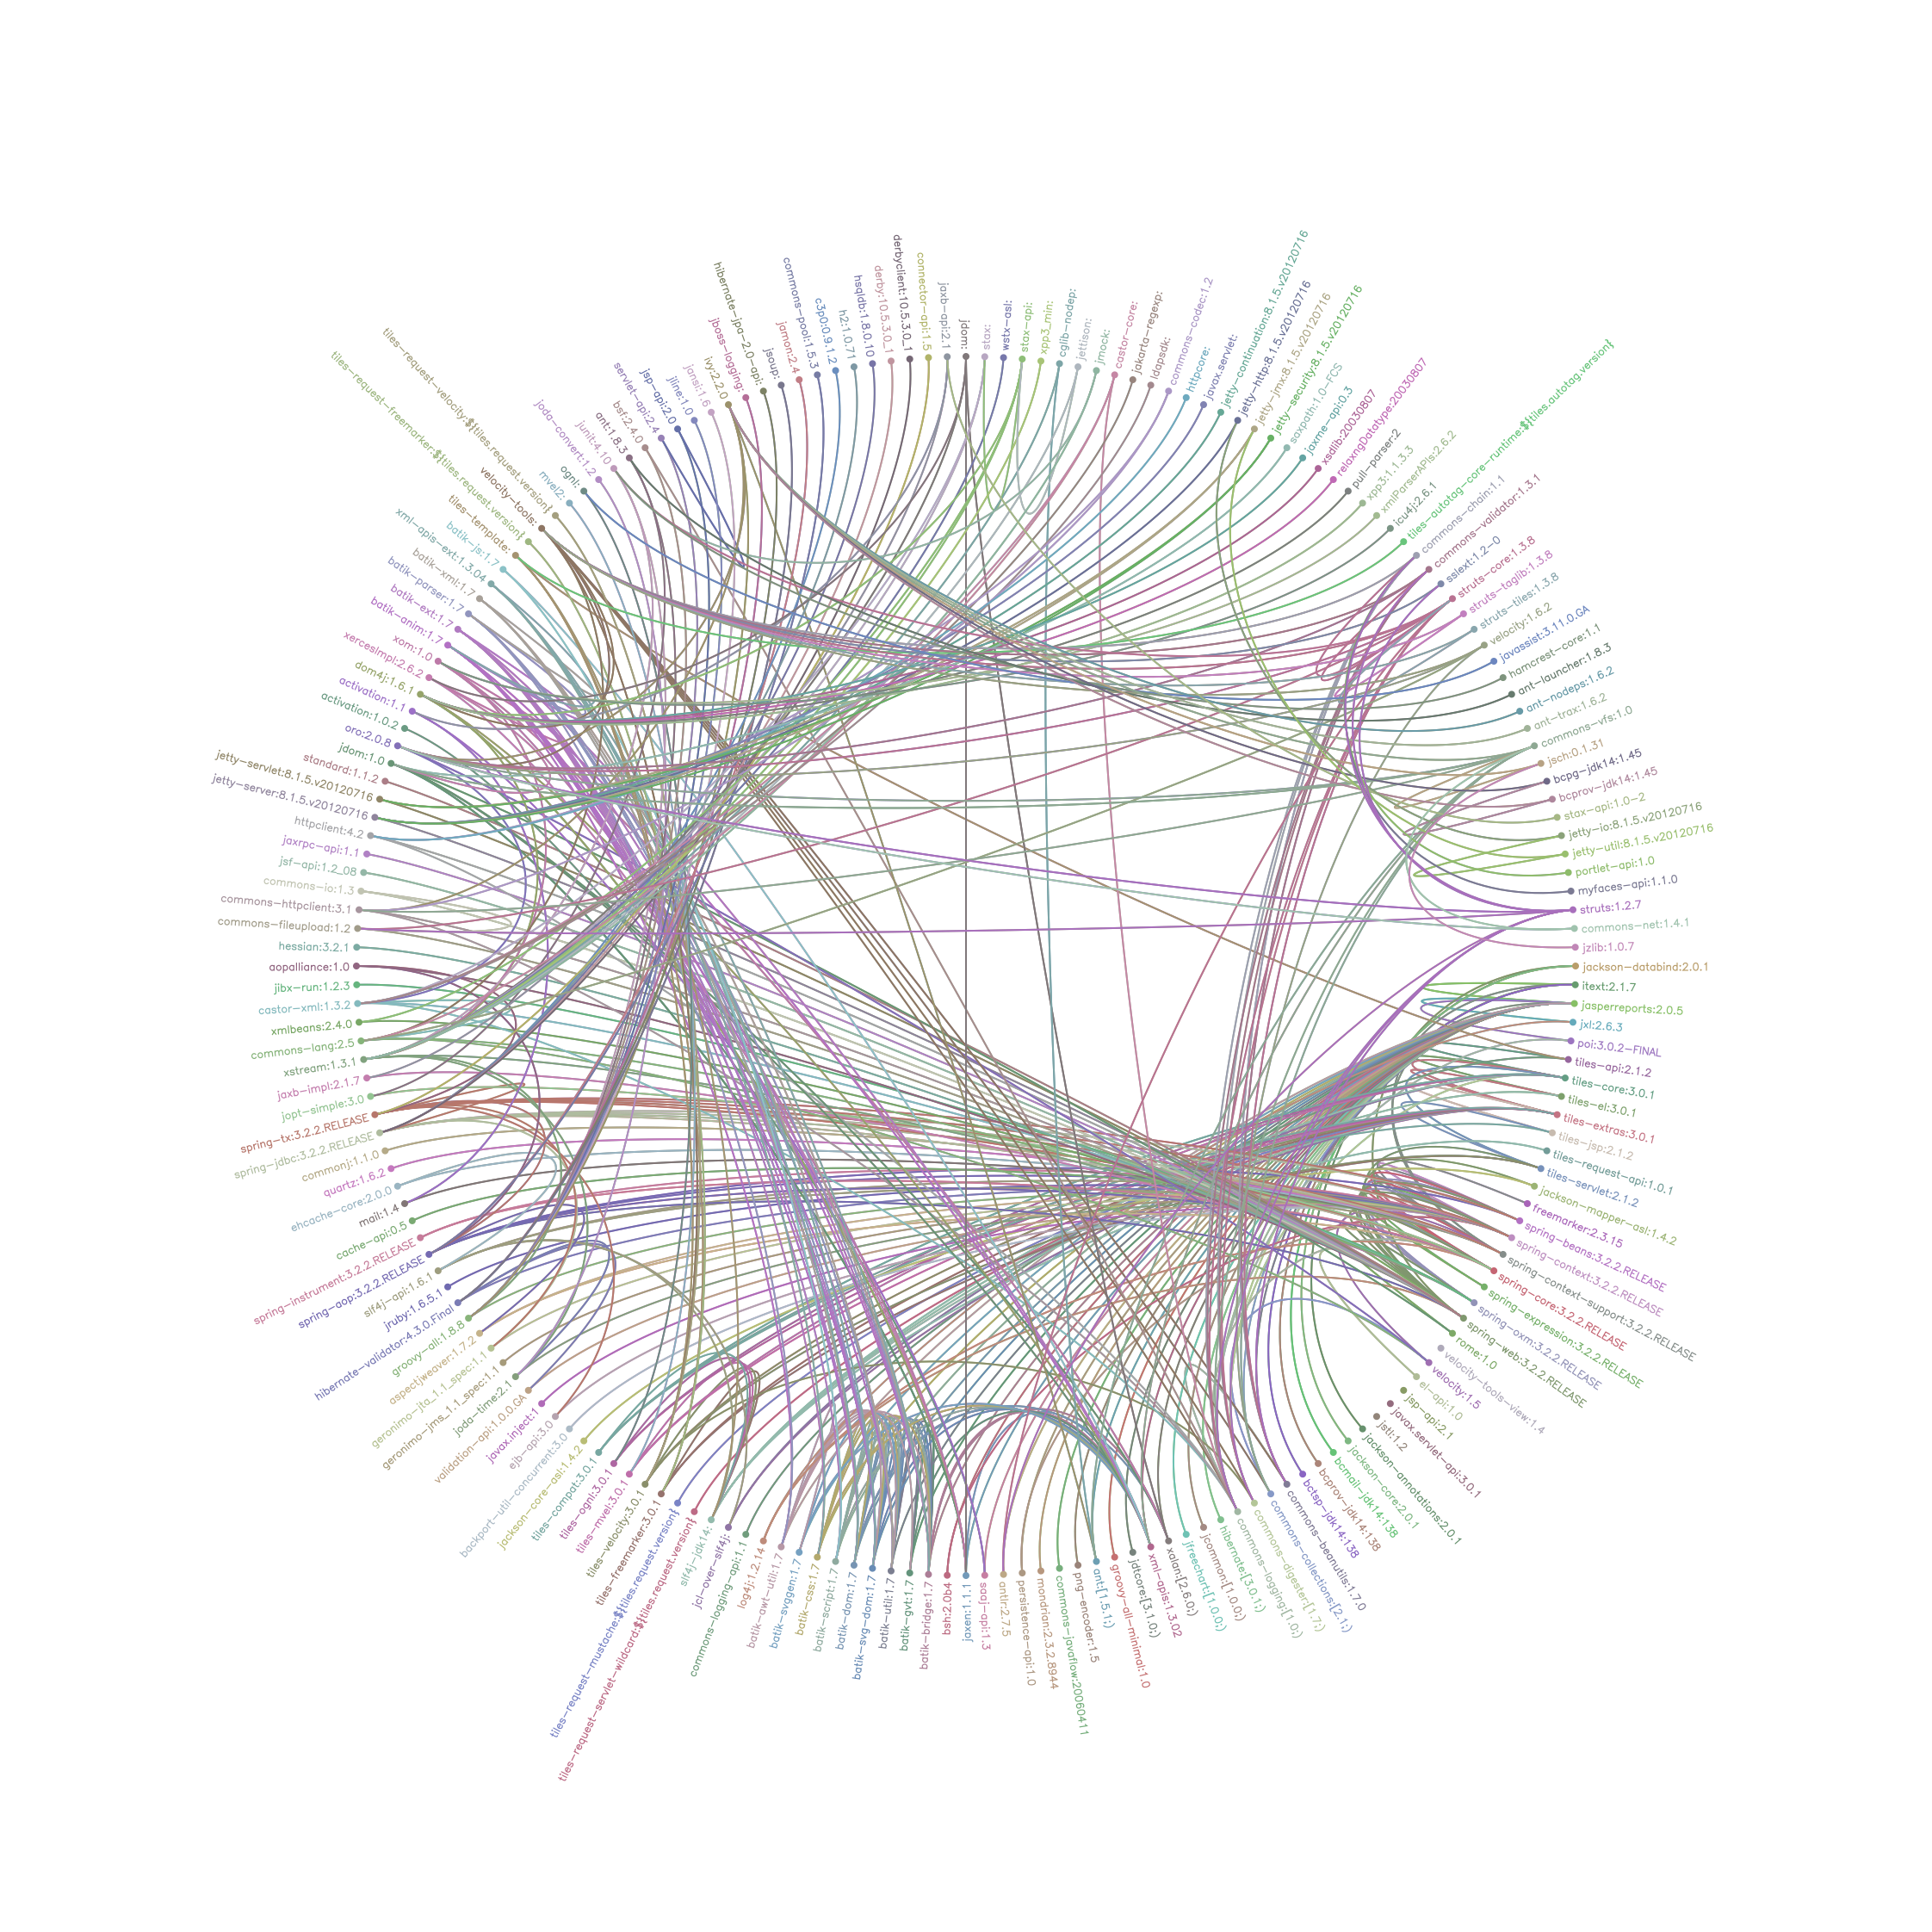 jackson-databind:2.0.1
itext:2.1.7
jasperreports:2.0.5
jxl:2.6.3
poi:3.0.2-FINAL
tiles-api:2.1.2
tiles-core:3.0.1
tiles-el:3.0.1
tiles-extras:3.0.1
tiles-jsp:2.1.2
tiles-request-api:1.0.1
tiles-servlet:2.1.2
jackson-mapper-asl:1.4.2
freemarker:2.3.15
spring-beans:3.2.2.RELEASE
spring-context:3.2.2.RELEASE
spring-context-support:3.2.2.RELEASE
spring-core:3.2.2.RELEASE
spring-expression:3.2.2.RELEASE
spring-oxm:3.2.2.RELEASE
spring-web:3.2.2.RELEASE
rome:1.0
velocity-tools-view:1.4
velocity:1.5
el-api:1.0
jsp-api:2.1
javax.servlet-api:3.0.1
jstl:1.2
jackson-annotations:2.0.1
jackson-core:2.0.1
bcmail-jdk14:138
bcprov-jdk14:138
bctsp-jdk14:138
commons-beanutils:1.7.0
commons-collections:[2.1;)
commons-digester:[1.7;)
commons-logging:[1.0;)
hibernate:[3.0.1;)
jcommon:[1.0.0;)
jfreechart:[1.0.0;)
xalan:[2.6.0;)
xml-apis:1.3.02
jdtcore:[3.1.0;)
groovy-all-minimal:1.0
ant:[1.5.1;)
png-encoder:1.5
commons-javaflow:20060411
mondrian:2.3.2.8944
persistence-api:1.0
antlr:2.7.5
saaj-api:1.3
jaxen:1.1.1
bsh:2.0b4
batik-bridge:1.7
batik-gvt:1.7
batik-util:1.7
batik-svg-dom:1.7
batik-dom:1.7
batik-script:1.7
batik-css:1.7
batik-svggen:1.7
batik-awt-util:1.7
log4j:1.2.14
commons-logging-api:1.1
jcl-over-slf4j:
slf4j-jdk14:
tiles-request-servlet-wildcard:${tiles.request.version}
tiles-request-mustache:${tiles.request.version}
tiles-freemarker:3.0.1
tiles-velocity:3.0.1
tiles-mvel:3.0.1
tiles-ognl:3.0.1
tiles-compat:3.0.1
jackson-core-asl:1.4.2
backport-util-concurrent:3.0
ejb-api:3.0
javax.inject:1
validation-api:1.0.0.GA
joda-time:2.1
geronimo-jms_1.1_spec:1.1
geronimo-jta_1.1_spec:1.1
aspectjweaver:1.7.2
groovy-all:1.8.8
hibernate-validator:4.3.0.Final
jruby:1.6.5.1
slf4j-api:1.6.1
spring-aop:3.2.2.RELEASE
spring-instrument:3.2.2.RELEASE
cache-api:0.5
mail:1.4
ehcache-core:2.0.0
quartz:1.6.2
commonj:1.1.0
spring-jdbc:3.2.2.RELEASE
spring-tx:3.2.2.RELEASE
jopt-simple:3.0
jaxb-impl:2.1.7
xstream:1.3.1
commons-lang:2.5
xmlbeans:2.4.0
castor-xml:1.3.2
jibx-run:1.2.3
aopalliance:1.0
hessian:3.2.1
commons-fileupload:1.2
commons-httpclient:3.1
commons-io:1.3
jsf-api:1.2_08
jaxrpc-api:1.1
httpclient:4.2
jetty-server:8.1.5.v20120716
jetty-servlet:8.1.5.v20120716
standard:1.1.2
jdom:1.0
oro:2.0.8
activation:1.0.2
activation:1.1
dom4j:1.6.1
xercesImpl:2.6.2
xom:1.0
batik-anim:1.7
batik-ext:1.7
batik-parser:1.7
batik-xml:1.7
xml-apis-ext:1.3.04
batik-js:1.7
tiles-template:
tiles-request-freemarker:${tiles.request.version}
velocity-tools:
tiles-request-velocity:${tiles.request.version}
mvel2:
ognl:
joda-convert:1.2
junit:4.10
ant:1.8.3
bsf:2.4.0
servlet-api:2.4
jsp-api:2.0
jline:1.0
jansi:1.6
ivy:2.2.0
jboss-logging:
hibernate-jpa-2.0-api:
jsoup:
jamon:2.4
commons-pool:1.5.3
c3p0:0.9.1.2
h2:1.0.71
hsqldb:1.8.0.10
derby:10.5.3.0_1
derbyclient:10.5.3.0_1
connector-api:1.5
jaxb-api:2.1
jdom:
stax:
wstx-asl:
stax-api:
xpp3_min:
cglib-nodep:
jettison:
jmock:
castor-core:
jakarta-regexp:
ldapsdk:
commons-codec:1.2
httpcore:
javax.servlet:
jetty-continuation:8.1.5.v20120716
jetty-http:8.1.5.v20120716
jetty-jmx:8.1.5.v20120716
jetty-security:8.1.5.v20120716
saxpath:1.0-FCS
jaxme-api:0.3
xsdlib:20030807
relaxngDatatype:20030807
pull-parser:2
xpp3:1.1.3.3
xmlParserAPIs:2.6.2
icu4j:2.6.1
tiles-autotag-core-runtime:${tiles.autotag.version}
commons-chain:1.1
commons-validator:1.3.1
sslext:1.2-0
struts-core:1.3.8
struts-taglib:1.3.8
struts-tiles:1.3.8
velocity:1.6.2
javassist:3.11.0.GA
hamcrest-core:1.1
ant-launcher:1.8.3
ant-nodeps:1.6.2
ant-trax:1.6.2
commons-vfs:1.0
jsch:0.1.31
bcpg-jdk14:1.45
bcprov-jdk14:1.45
stax-api:1.0-2
jetty-io:8.1.5.v20120716
jetty-util:8.1.5.v20120716
portlet-api:1.0
myfaces-api:1.1.0
struts:1.2.7
commons-net:1.4.1
jzlib:1.0.7